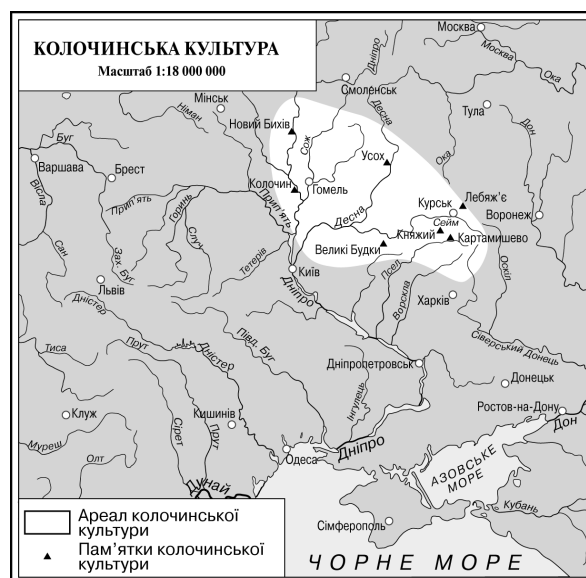 КОЛОЧИНСЬКА КУЛЬТУРА
Масштаб 1:18 000 000
Москва
Москва
Ока
Смоленськ
Дніпро
Десна
Тула
Дон
Мінськ
Німан
Новий Бихів
Сож
Усох
Ока
Буг
Варшава
Вісла
Брест
Колочин
Гомель
Прип'ять
Прип'ять
Горинь
Случ
Десна
Курськ
Лебяж'є
Сейм
Воронеж
Княжий
Картамишево
Великі Будки
Сан
Зах. Буг
Тетерів
Київ
Дніпро
Псел
Ворскла
Оскіл
Львів
Дністер
Харків
Сіверський Донець
Тиса
Прут
Дністер
Півд. Буг
Дніпропетровськ
Інгулець
Донецьк
Клуж
Кишинів
Ростов-на-Дону
Дон
Муреш
Олт
Сірет
Прут
Одеса
Дніпро
АЗОВСЬКЕ
МОРЕ
Дунай
Кубань
Сімферополь
ЧОРНЕ МОРЕ
Ареал колочинської
культури
Пам'ятки колочинської
культури